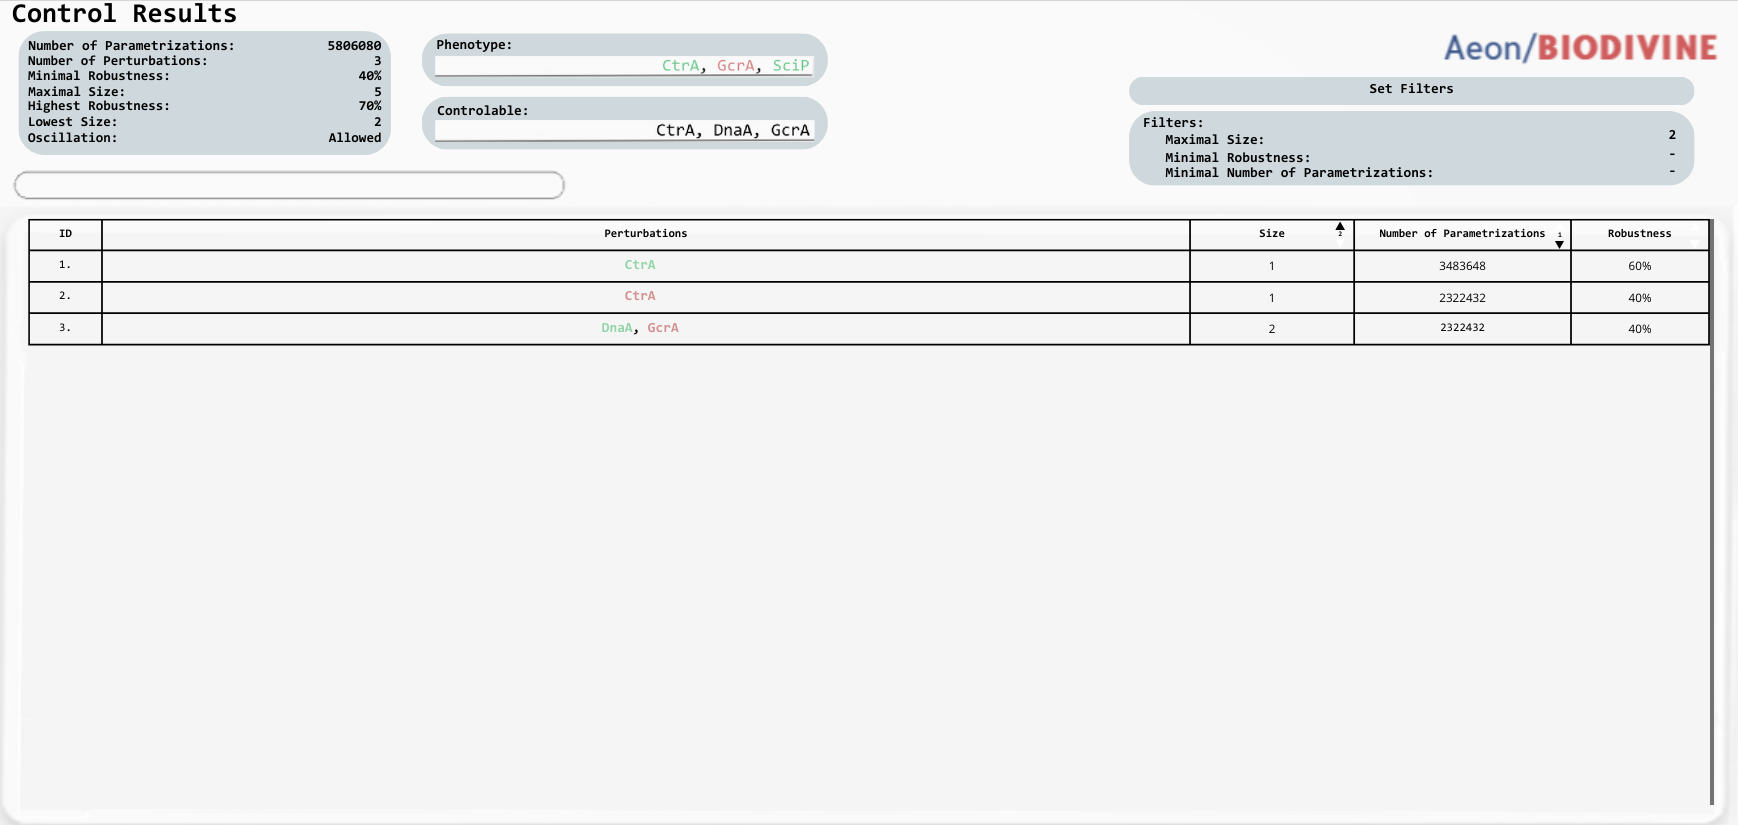 Control Results
Number of Parametrizations: 5806080
Number of Perturbations: 3
Minimal Robustness: 40%
Maximal Size: 5
Highest Robustness: 70%
Lowest Size: 2
Oscillation: Allowed
Phenotype:
CtrA, GcrA, SciP
Controlable:
CtrA, DnaA, GcrA
Aeon/BIODIVINE
Set Filters
Filters:
Maximal Size: 2
Minimal Robustness: -
Minimal Number of Parametrizations: -
ID Perturbations Size 2 Number of Parametrizations 1 Robustness
1. CtrA 1 3483648 60%
2. CtrA 1 2322432 40%
3. DnaA, GcrA 2 2322432 40%